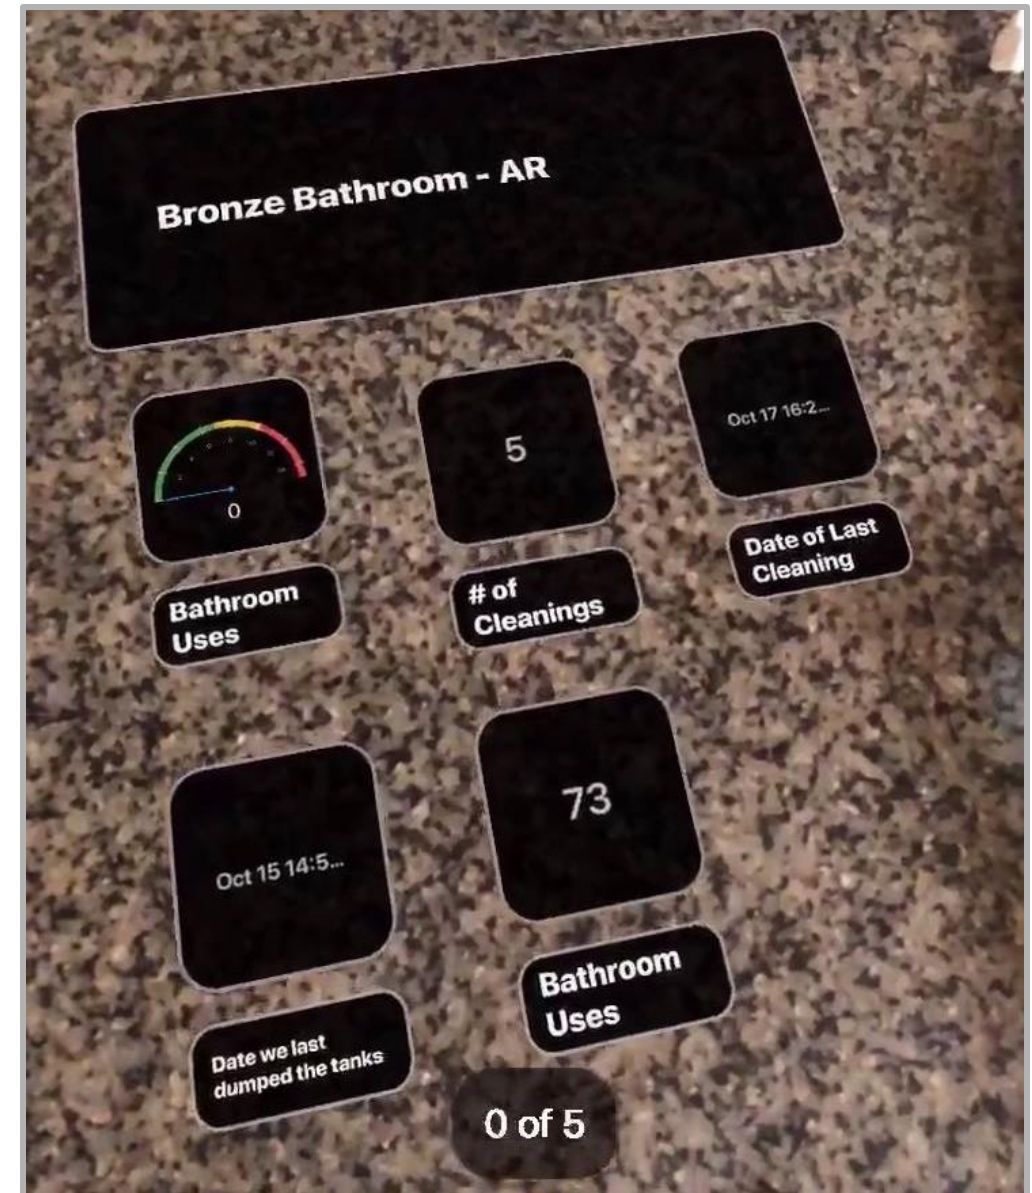 Bronze Bathroom - AR
0
Bathroom
Uses
5
# of
Cleanings
Oct 17 16:2...
Date of Last
Cleaning
Oct 15 14:5...
Date we last
dumped the tanks
73
Bathroom
Uses
0 of 5